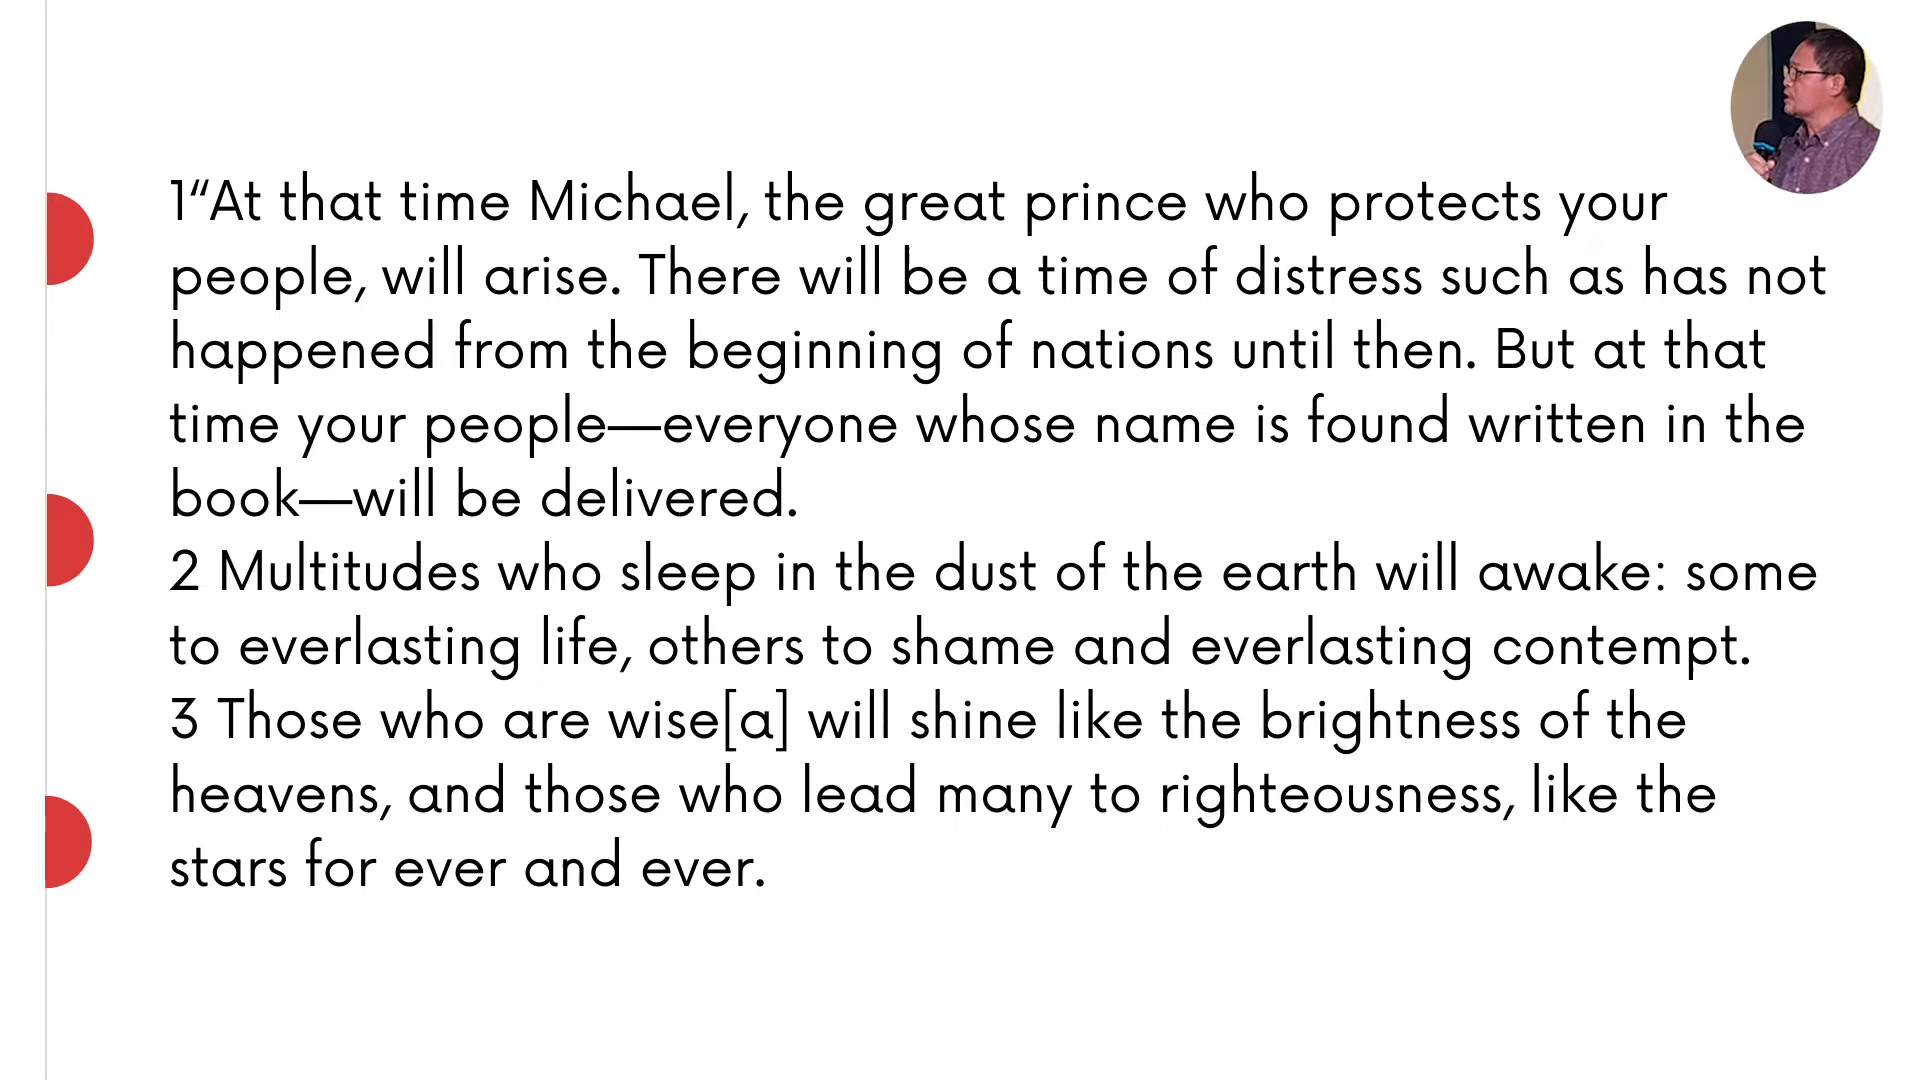 1“At that time Michael, the great prince who protects your
people, will arise. There will be a time of distress such as has not
happened from the beginning of nations until then. But at that
time your people—everyone whose name is found written in the
book—will be delivered.
2 Multitudes who sleep in the dust of the earth will awake: some
to everlasting life, others to shame and everlasting contempt.
3 Those who are wise[a] will shine like the brightness of the
heavens, and those who lead many to righteousness, like the
stars for ever and ever.